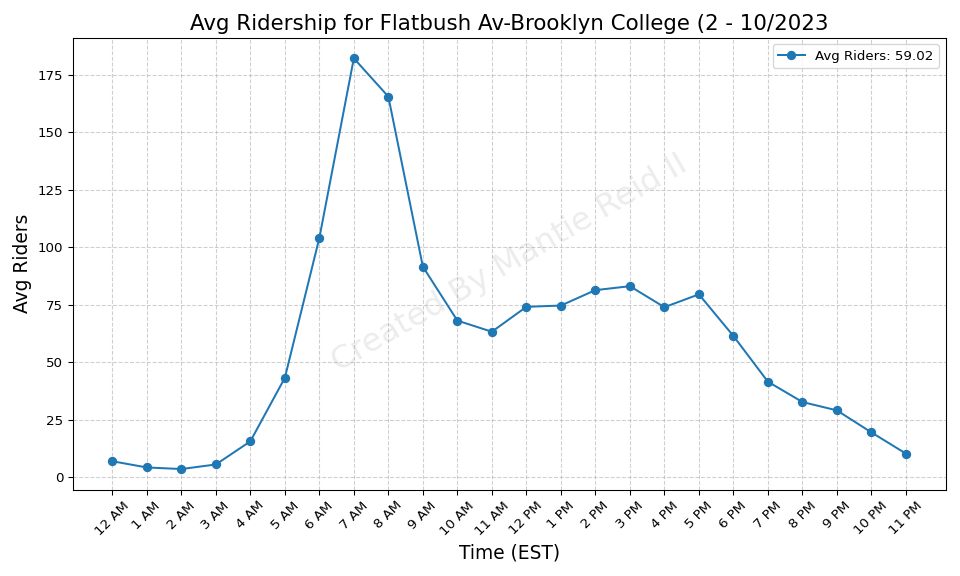 Avg Ridership for Flatbush Av-Brooklyn College (2 - 10/2023
Avg Riders: 59.02
Avg Riders
175
150
125
100
75
50
25
0
Created By Mantie Reid II
12 AM
1 AM
2 AM
3 AM
4 AM
5 AM
6 AM
7 AM
8 AM
9 AM
10 AM
11 AM
12 PM
1 PM
2 PM
3 PM
4 PM
5 PM
6 PM
7 PM
8 PM
9 PM
10 PM
11 PM
Time (EST)